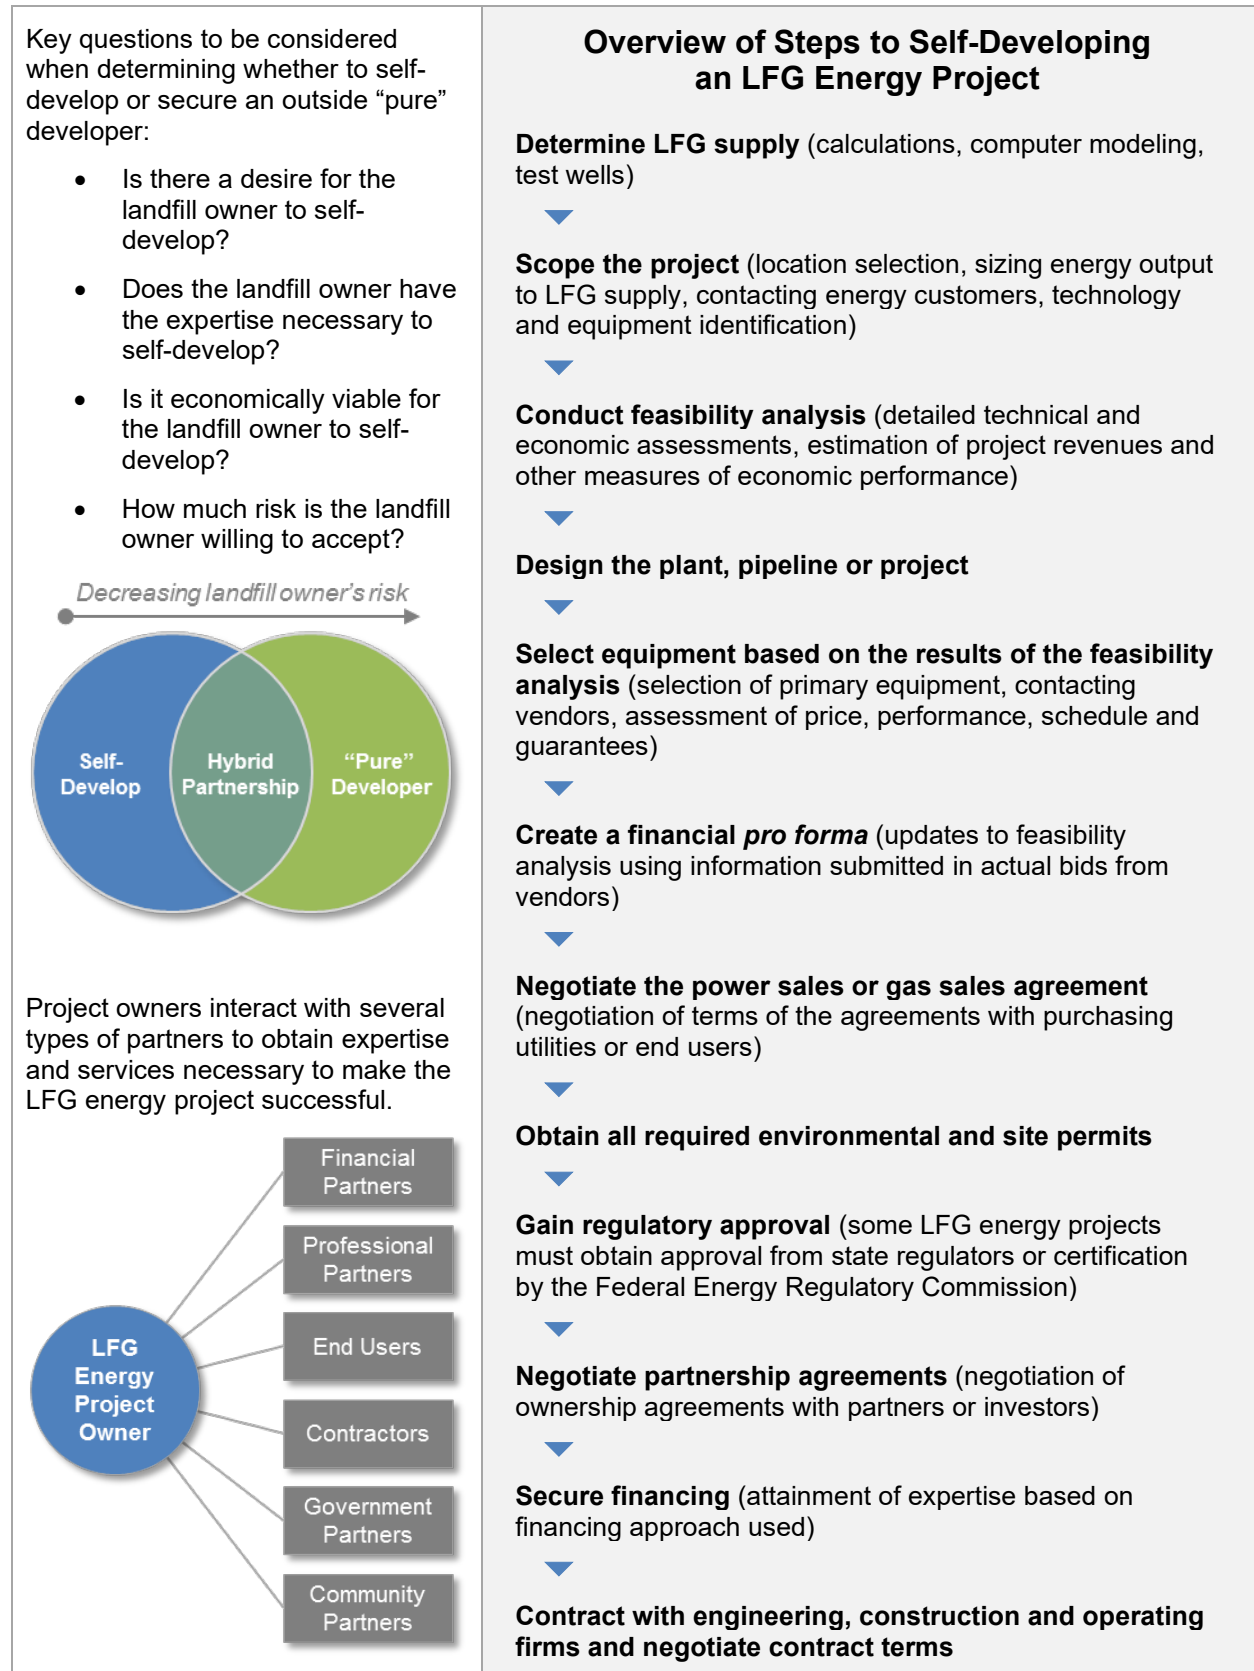 Key questions to be considered
when determining whether to self-
develop or secure an outside “pure”
developer:
• Is there a desire for the
landfill owner to self-
develop?
• Does the landfill owner have
the expertise necessary to
self-develop?
• Is it economically viable for
the landfill owner to self-
develop?
• How much risk is the landfill
owner willing to accept?
Decreasing landfill owner’s risk
Self-
Develop
Hybrid
Partnership
“Pure”
Developer
Project owners interact with several
types of partners to obtain expertise
and services necessary to make the
LFG energy project successful.
LFG
Energy
Project
Owner
Financial
Partners
Professional
Partners
End Users
Contractors
Government
Partners
Community
Partners
Overview of Steps to Self-Developing
an LFG Energy Project
Determine LFG supply (calculations, computer modeling,
test wells)
Scope the project (location selection, sizing energy output
to LFG supply, contacting energy customers, technology
and equipment identification)
Conduct feasibility analysis (detailed technical and
economic assessments, estimation of project revenues and
other measures of economic performance)
Design the plant, pipeline or project
Select equipment based on the results of the feasibility
analysis (selection of primary equipment, contacting
vendors, assessment of price, performance, schedule and
guarantees)
Create a financial pro forma (updates to feasibility
analysis using information submitted in actual bids from
vendors)
Negotiate the power sales or gas sales agreement
(negotiation of terms of the agreements with purchasing
utilities or end users)
Obtain all required environmental and site permits
Gain regulatory approval (some LFG energy projects
must obtain approval from state regulators or certification
by the Federal Energy Regulatory Commission)
Negotiate partnership agreements (negotiation of
ownership agreements with partners or investors)
Secure financing (attainment of expertise based on
financing approach used)
Contract with engineering, construction and operating
firms and negotiate contract terms